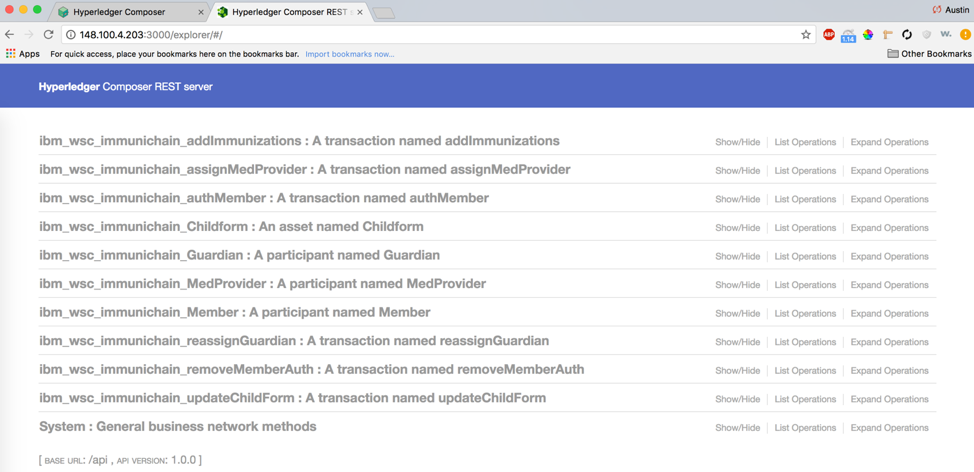 Hyperledger Composer
Hyperledger Composer REST s
Austin
148.100.4.203:3000/explorer/#/
ABP
1.14
W.
Apps For quick access, place your bookmarks here on the bookmarks bar. Import bookmarks now... Other Bookmarks
Hyperledger Composer REST server
ibm_wsc_immunichain_addImmunizations : A transaction named addImmunizations Show/Hide List Operations Expand Operations
ibm_wsc_immunichain_assignMedProvider : A transaction named assignMedProvider Show/Hide List Operations Expand Operations
ibm_wsc_immunichain_authMember : A transaction named authMember Show/Hide List Operations Expand Operations
ibm_wsc_immunichain_Childform : An asset named Childform Show/Hide List Operations Expand Operations
ibm_wsc_immunichain_Guardian : A participant named Guardian Show/Hide List Operations Expand Operations
ibm_wsc_immunichain_MedProvider : A participant named MedProvider Show/Hide List Operations Expand Operations
ibm_wsc_immunichain_Member : A participant named Member Show/Hide List Operations Expand Operations
ibm_wsc_immunichain_reassignGuardian : A transaction named reassignGuardian Show/Hide List Operations Expand Operations
ibm_wsc_immunichain_removeMemberAuth : A transaction named removeMemberAuth Show/Hide List Operations Expand Operations
ibm_wsc_immunichain_updateChildForm : A transaction named updateChildForm Show/Hide List Operations Expand Operations
System : General business network methods Show/Hide List Operations Expand Operations
[ BASE URL: /api , API VERSION: 1.0.0 ]